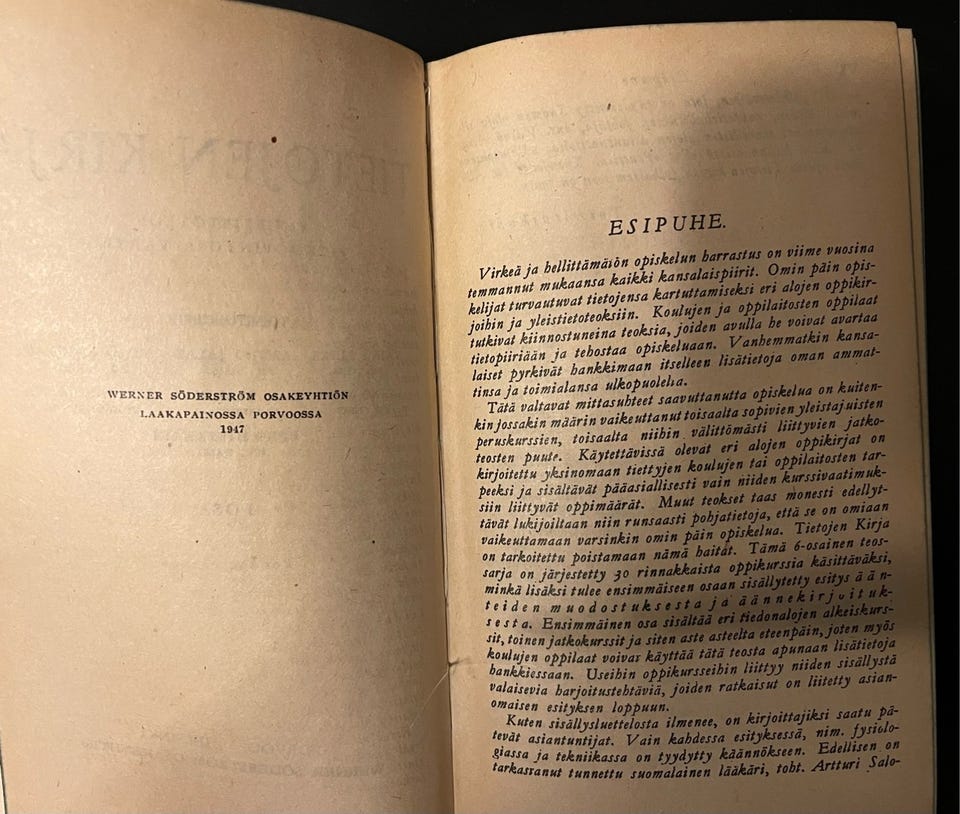 WERNER SÖDERSTRÖM OSAKEYHTIÖN
LAAKAPAINOSSA PORVOOSSA
1947
ESIPUHE.
Virkeä ja hellittämätön opiskelun harrastus on viime vuosina
temmannut mukaansa kaikki kansalaispiirit. Omin päin opis-
kelijat turvautuvat tietojensa kartuttamiseksi eri alojen oppikir-
joihin ja yleistietoteoksiin. Koulujen ja oppilaitosten oppilaat
tutkivat kiinnostuneina teoksia, joiden avulla he voivat avartaa
tietopiiriään ja tehostaa opiskeluaan. Vanhemmatkin kansa-
laiset pyrkivät hankkimaan itselleen lisätietoja oman ammat-
tinsa ja toimialansa ulkopuolelta.
Tätä valtavat mittasuhteet saavuttanutta opiskelua on kuiten-
kin jossakin määrin vaikeuttanut toisaalta sopivien yleistajuisten
peruskurssien, toisaalta niihin välittömästi liittyvien jatko-
teosten puute. Käytettävissä olevat eri alojen oppikirjat on
kirjoitettu yksinomaan tiettyjen koulujen tai oppilaitosten tar-
peeksi ja sisältävät pääasiallisesti vain niiden kurssivaatimuk-
siin liittyvät oppimäärät. Muut teokset taas monesti edellyt-
tävät lukijoiltaan niin runsaasti pohjatietoja, että se on omiaan
vaikeuttamaan varsinkin omin päin opiskelua. Tietojen Kirja
on tarkoitettu poistamaan nämä haitat. Tämä 6-osainen teos-
sarja on järjestetty 30 rinnakkaista oppikurssia käsittäväksi,
minkä lisäksi tulee ensimmäiseen osaan sisällytetty esitys ään-
teiden muodostuksesta ja äännekirjoituk-
sesta. Ensimmäinen osa sisältää eri tiedonalojen alkeiskurs-
sit, toinen jatkokurssit ja siten aste asteelta eteenpäin, joten myös
koulujen oppilaat voivat käyttää tätä teosta apunaan lisätietoja
hankkiessaan. Useihin oppikursseihin liittyy niiden sisällystä
valaisevia harjoitustehtäviä, joiden ratkaisut on liitetty asian-
omaisen esityksen loppuun.
Kuten sisällysluettelosta ilmenee, on kirjoittajiksi saatu pä-
tevät asiantuntijat. Vain kahdessa esityksessä, nim. fysiolo-
giassa ja tekniikassa on tyydytty käännökseen. Edellisen on
tarkastanut tunnettu suomalainen lääkäri, toht. Artturi Salo-